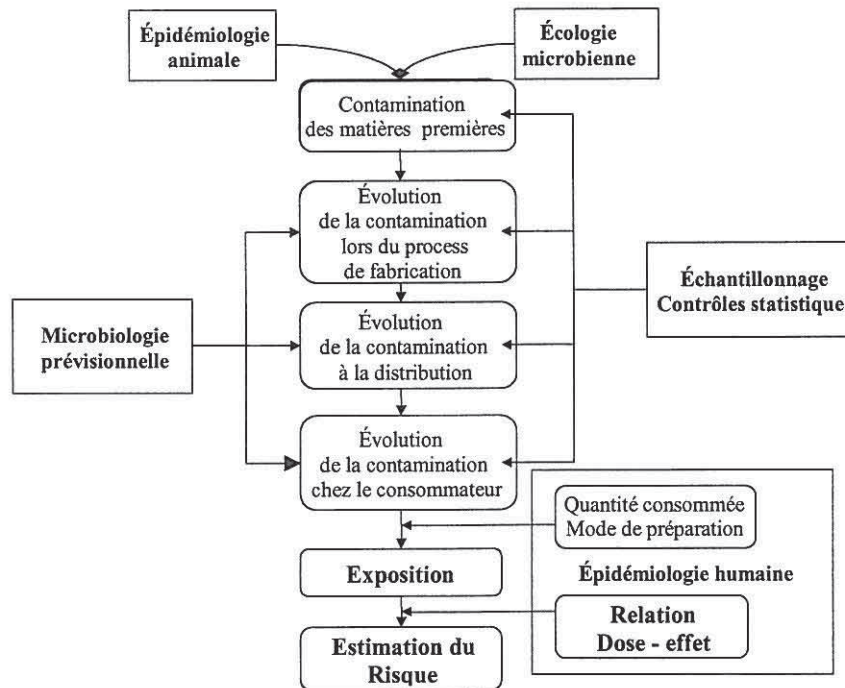 Épidémiologie
animale
Écologie
microbienne
Contamination
des matières premières
Évolution
de la contamination
lors du process
de fabrication
Échantillonnage
Contrôles statistique
Microbiologie
prévisionnelle
Évolution
de la contamination
à la distribution
Évolution
de la contamination
chez le consommateur
Quantité consommée
Mode de préparation
Exposition
Épidémiologie humaine
Relation
Dose - effet
Estimation du
Risque